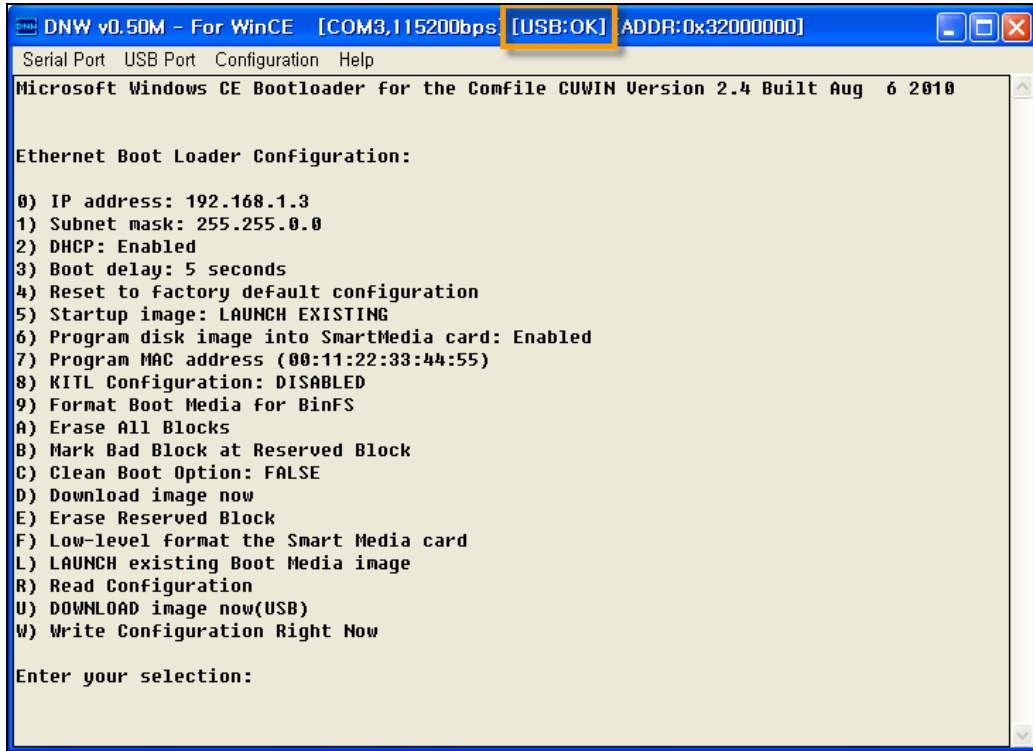 DNW v0.50M - For WinCE [COM3,115200bps] [USB:OK] [ADDR:0x32000000]
Serial Port USB Port Configuration Help
Microsoft Windows CE Bootloader for the Comfile CUWIN Version 2.4 Built Aug 6 2010
Ethernet Boot Loader Configuration:
0) IP address: 192.168.1.3
1) Subnet mask: 255.255.0.0
2) DHCP: Enabled
3) Boot delay: 5 seconds
4) Reset to factory default configuration
5) Startup image: LAUNCH EXISTING
6) Program disk image into SmartMedia card: Enabled
7) Program MAC address (00:11:22:33:44:55)
8) KITL Configuration: DISABLED
9) Format Boot Media for BinFS
A) Erase All Blocks
B) Mark Bad Block at Reserved Block
C) Clean Boot Option: FALSE
D) Download image now
E) Erase Reserved Block
F) Low-level format the Smart Media card
L) LAUNCH existing Boot Media image
R) Read Configuration
U) DOWNLOAD image now(USB)
W) Write Configuration Right Now
Enter your selection: